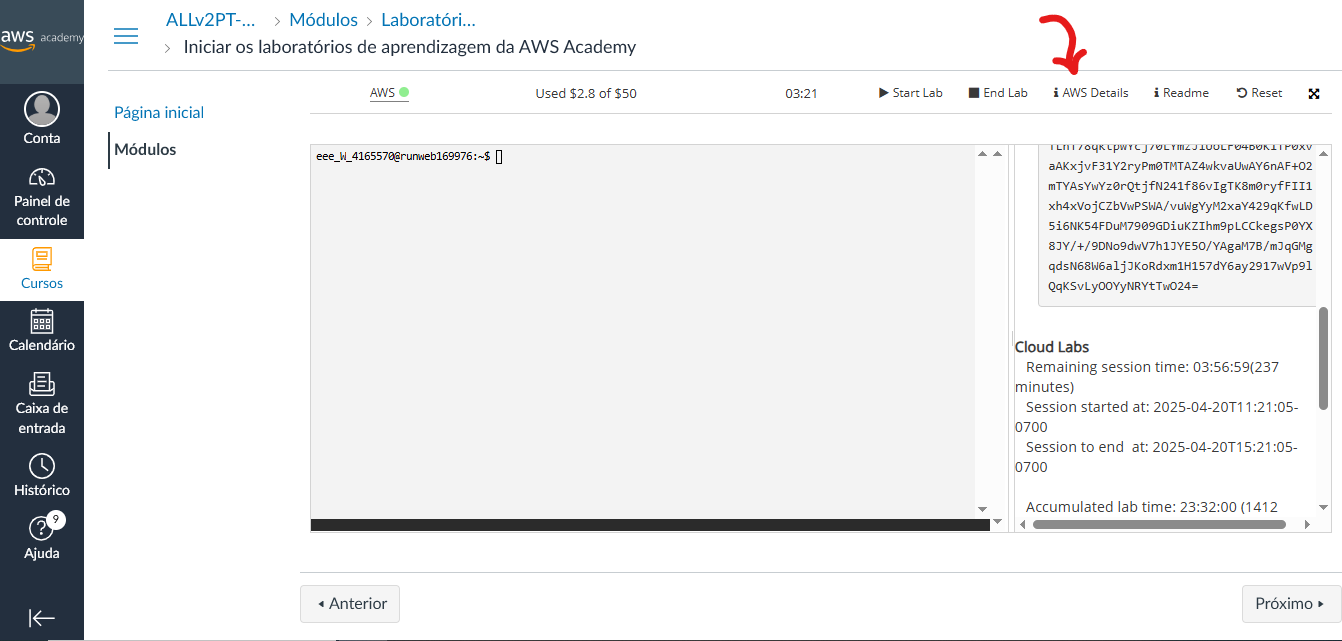 aws academy
ALLv2PT-... > Módulos > Laboratóri...
> Iniciar os laboratórios de aprendizagem da AWS Academy
Conta
Painel de
controle
Cursos
Calendário
Caixa de
entrada
Histórico
9
Ajuda
Página inicial
Módulos
AWS
Used $2.8 of $50
03:21
Start Lab
End Lab
AWS Details
Readme
Reset
eee_W_4165570@runweb169976:~$
aAKxjvF31Y2ryPm0TMTAZ4wkvaUwAY6nAF+O2
mTYAsYwYz0rQtjfN241f86vIgTK8m0ryfFII1
xh4xVojCZbVwPSWA/vuWgYyM2xaY429qKfwLD
5i6NK54FDuM7909GDiuKZIhm9pLCCkegsP0YX
8JY/+/9DNo9dwV7h1JYE5O/YAgaM7B/mJqGMg
qdsN68W6aljJKoRdxm1H157dY6ay2917wVp9l
QqKSvLyOOYyNRYtTwO24=
Cloud Labs
Remaining session time: 03:56:59(237
minutes)
Session started at: 2025-04-20T11:21:05-
0700
Session to end at: 2025-04-20T15:21:05-
0700
Accumulated lab time: 23:32:00 (1412
Anterior
Próximo